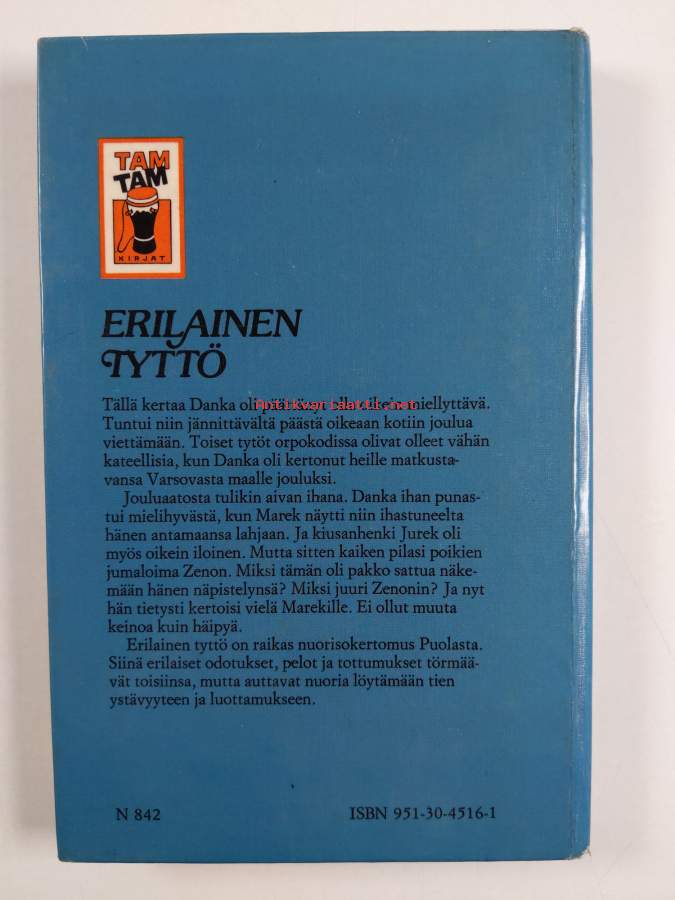 TAM
TAM
KIRJAT
ERILAINEN
TYTTÖ
Tällä kertaa Danka oli päättänyt olla oikein miellyttävä.
Antikvariaatti.net
Tuntui niin jännittävältä päästä oikeaan kotiin joulua
viettämään. Toiset tytöt orpokodissa olivat olleet vähän
kateellisia, kun Danka oli kertonut heille matkusta-
vansa Varsovasta maalle jouluksi.
Jouluaatosta tulikin aivan ihana. Danka ihan punas-
tui mielihyvästä, kun Marek näytti niin ihastuneelta
hänen antamaansa lahjaan. Ja kiusanhenki Jurek oli
myös oikein iloinen. Mutta sitten kaiken pilasi poikien
jumaloima Zenon. Miksi tämän oli pakko sattua näke-
mään hänen näpistelynsä? Miksi juuri Zenonin? Ja nyt
hän tietysti kertoisi vielä Marekille. Ei ollut muuta
keinoa kuin häipyä.
Erilainen tyttö on raikas nuorisokertomus Puolasta.
Siinä erilaiset odotukset, pelot ja tottumukset törmää-
vät toisiinsa, mutta auttavat nuoria löytämään tien
ystävyyteen ja luottamukseen.
N 842
ISBN 951-30-4516-1